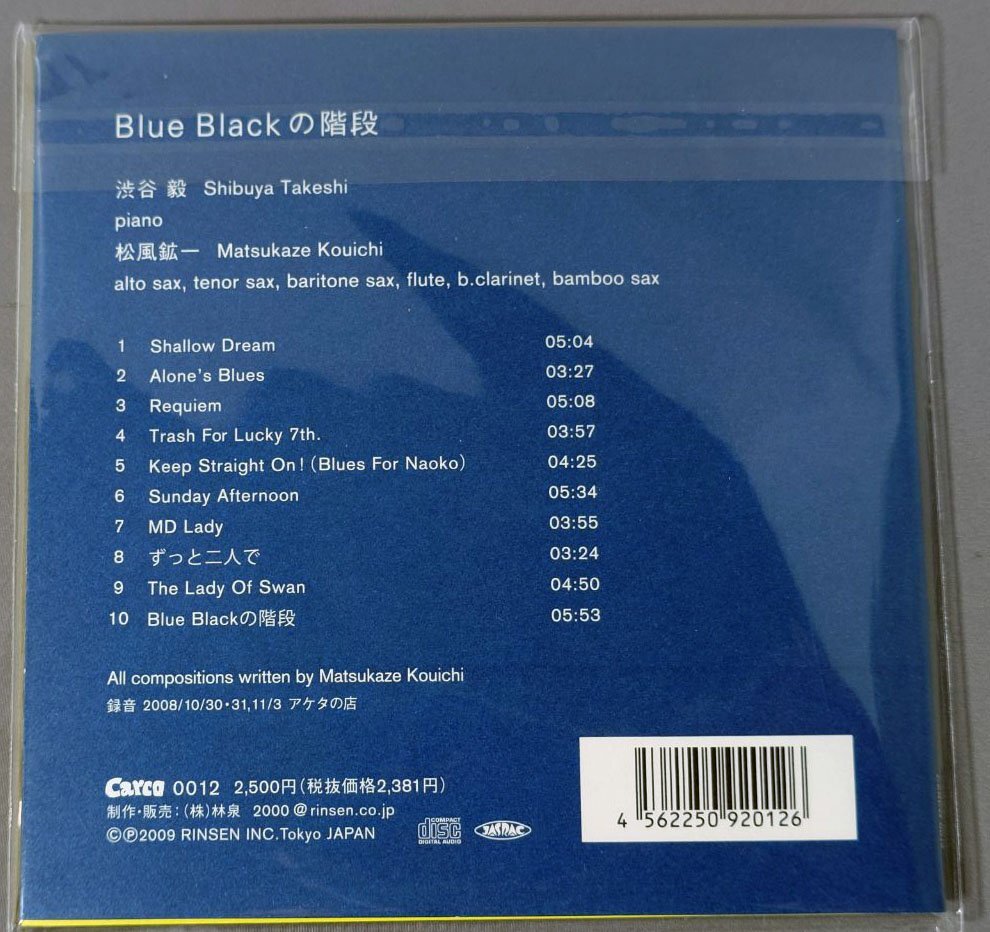 Blue Blackの階段
渋谷 毅 Shibuya Takeshi
piano
松風鉱一 Matsukaze Kouichi
alto sax, tenor sax, baritone sax, flute, b.clarinet, bamboo sax
1 Shallow Dream 05:04
2 Alone's Blues 03:27
3 Requiem 05:08
4 Trash For Lucky 7th. 03:57
5 Keep Straight On!(Blues For Naoko) 04:25
6 Sunday Afternoon 05:34
7 MD Lady 03:55
8 ずっと二人で 03:24
9 The Lady Of Swan 04:50
10 Blue Blackの階段 05:53
All compositions written by Matsukaze Kouichi
録音 2008/10/30・31,11/3 アケタの店
Carco 0012 2,500円(税抜価格2,381円)
制作・販売:(株)林泉 2000@rinsen.co.jp
©℗2009 RINSEN INC.Tokyo JAPAN
COMPACT
disc
DIGITAL AUDIO
JASRAC
4 562250 920126